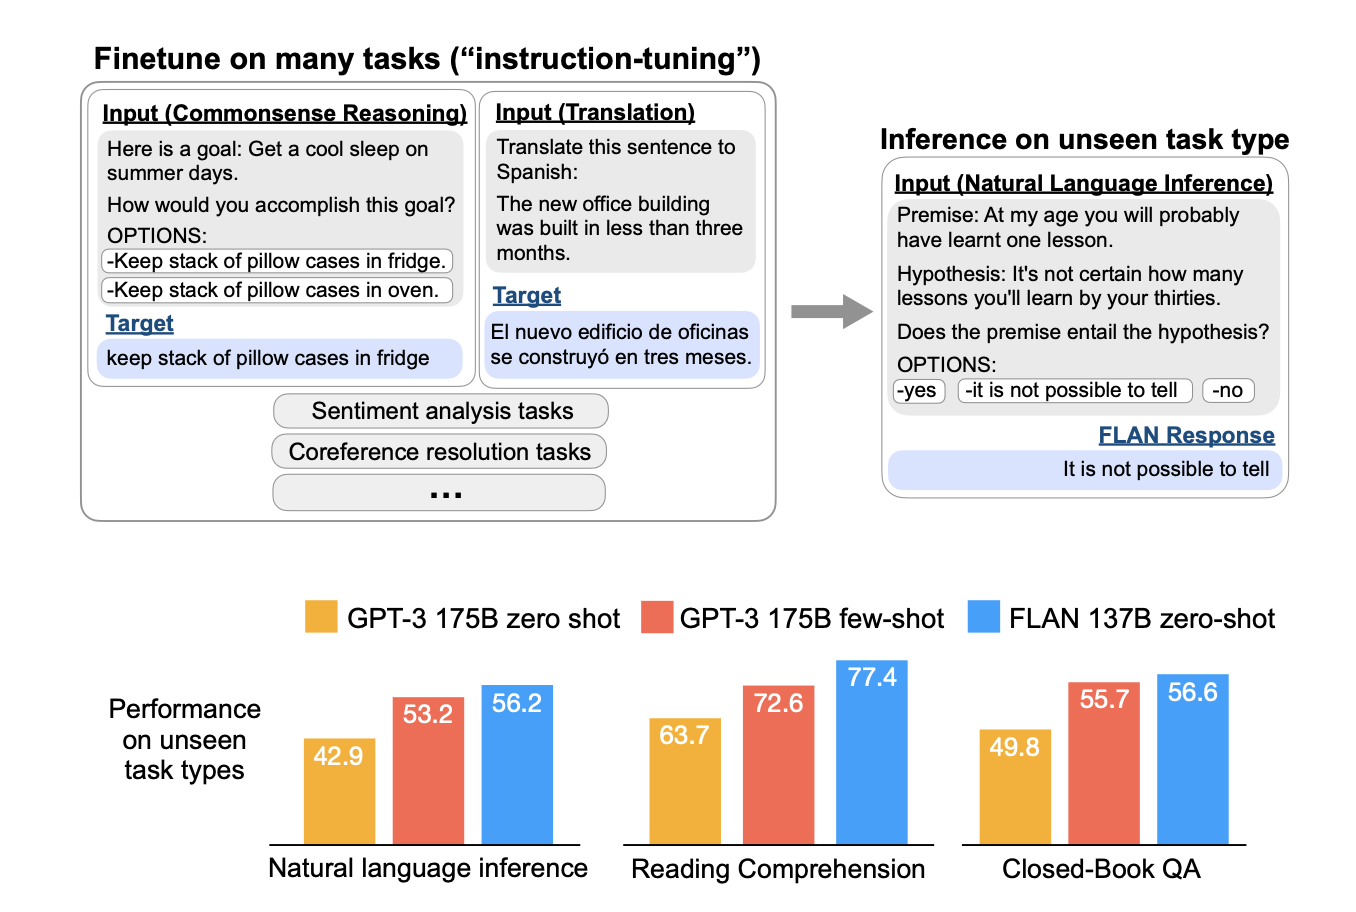 Finetune on many tasks (“instruction-tuning”)
Input (Commonsense Reasoning)
Here is a goal: Get a cool sleep on
summer days.
How would you accomplish this goal?
OPTIONS:
-Keep stack of pillow cases in fridge.
-Keep stack of pillow cases in oven.
Target
keep stack of pillow cases in fridge
Input (Translation)
Translate this sentence to
Spanish:
The new office building
was built in less than three
months.
Target
El nuevo edificio de oficinas
se construyó en tres meses.
Sentiment analysis tasks
Coreference resolution tasks
...
Inference on unseen task type
Input (Natural Language Inference)
Premise: At my age you will probably
have learnt one lesson.
Hypothesis: It's not certain how many
lessons you'll learn by your thirties.
Does the premise entail the hypothesis?
OPTIONS:
-yes -it is not possible to tell -no
FLAN Response
It is not possible to tell
GPT-3 175B zero shot GPT-3 175B few-shot FLAN 137B zero-shot
Performance
on unseen
task types
42.9 53.2 56.2
Natural language inference
63.7 72.6 77.4
Reading Comprehension
49.8 55.7 56.6
Closed-Book QA